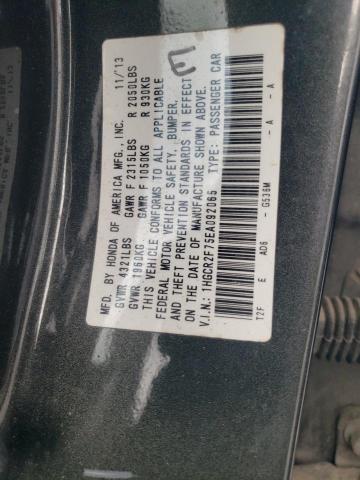 MFD. BY HONDA OF AMERICA MFG., INC. 11/13
GVWR 4321LBS GAWR F 2315LBS R 2050LBS
GVWR 1960KG GAWR F 1050KG R 930KG
THIS VEHICLE CONFORMS TO ALL APPLICABLE
FEDERAL MOTOR VEHICLE SAFETY, BUMPER,
AND THEFT PREVENTION STANDARDS IN EFFECT
ON THE DATE OF MANUFACTURE SHOWN ABOVE.
V.I.N.: 1HGCR2F75EA092065 TYPE: PASSENGER CAR
T2F E AD6 - G536M - A - A